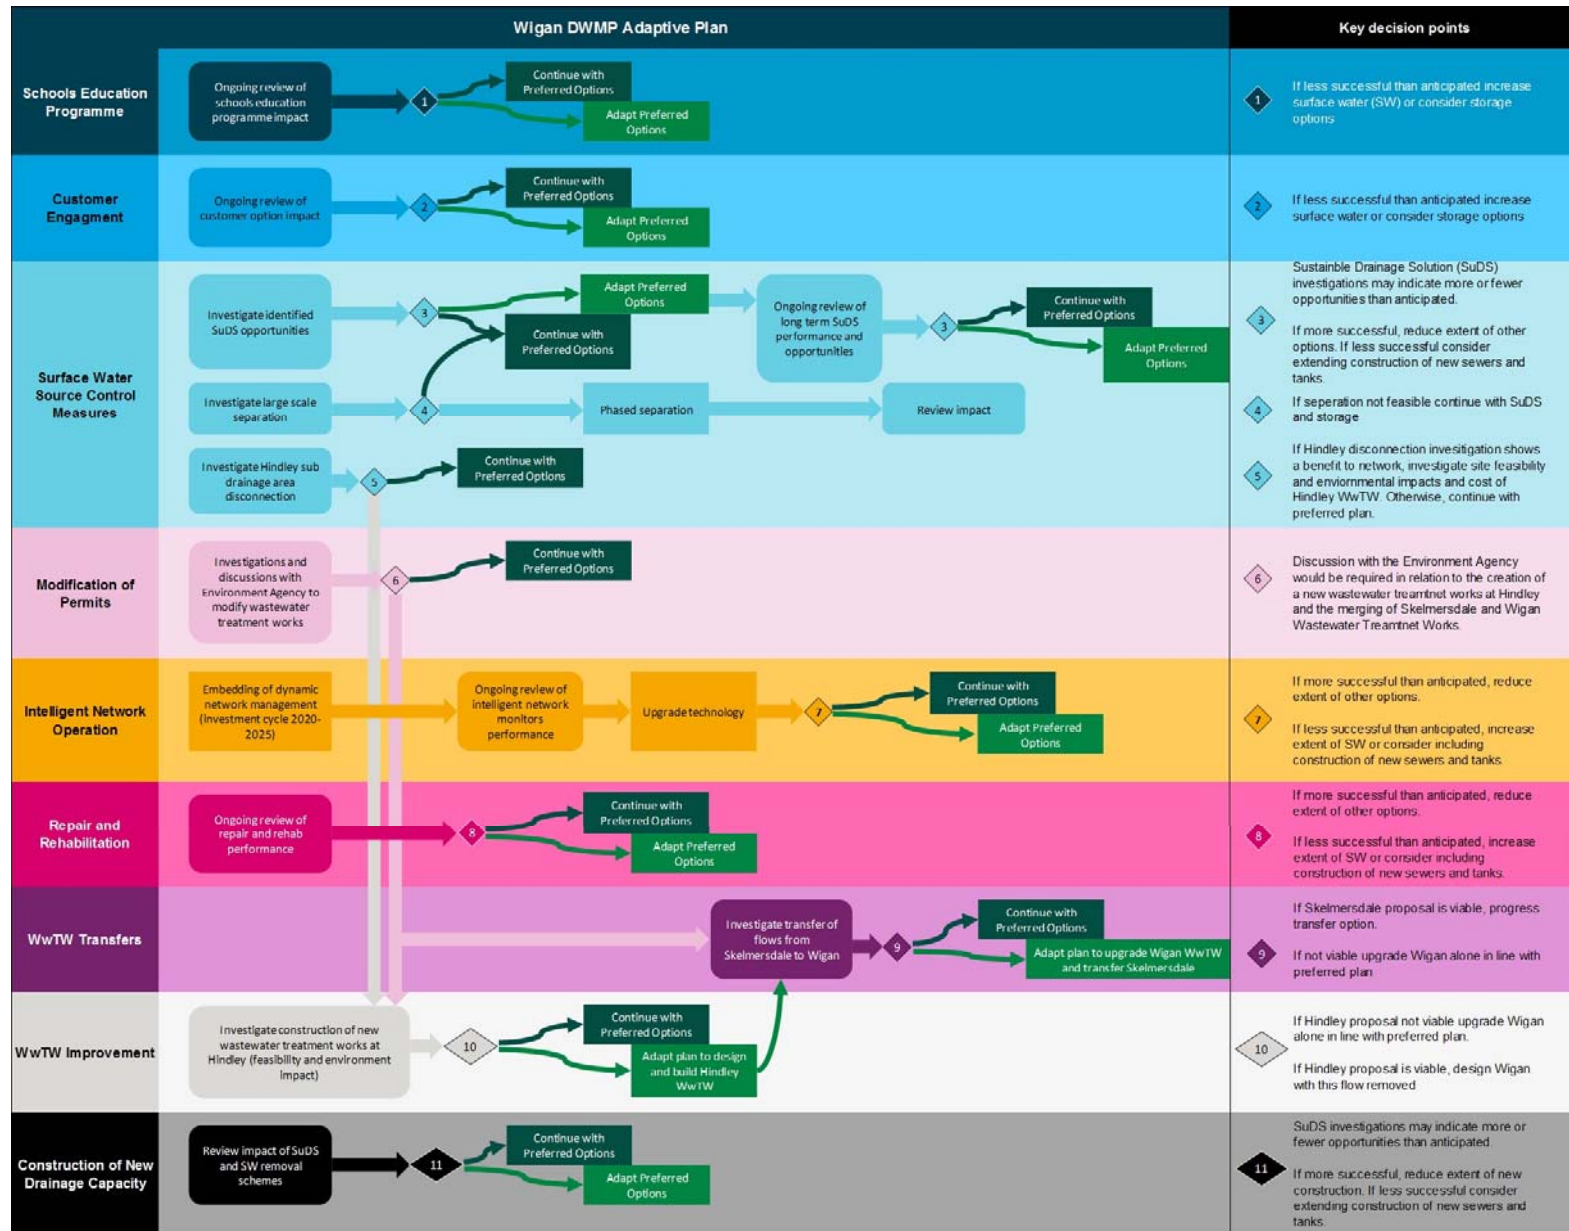 Wigan DWMP Adaptive Plan
Key decision points
Schools Education
Programme
Ongoing review of
schools education
programme impact
1
Continue with
Preferred Options
Adapt Preferred
Options
1
If less successful than anticipated increase
surface water (SW) or consider storage
options
Customer
Engagment
Ongoing review of
customer option impact
2
Continue with
Preferred Options
Adapt Preferred
Options
2
If less successful than anticipated increase
surface water or consider storage options
Surface Water
Source Control
Measures
Investigate identified
SuDS opportunities
3
Adapt Preferred
Options
Continue with
Preferred Options
Ongoing review of
long term SuDS
performance and
opportunities
3
Continue with
Preferred Options
Adapt Preferred
Options
Investigate large scale
separation
4
Phased separation
Review impact
Investigate Hindley sub
drainage area
disconnection
5
Continue with
Preferred Options
3
Sustainble Drainage Solution (SuDS)
investigations may indicate more or fewer
opportunities than anticipated.
If more successful, reduce extent of other
options. If less successful consider
extending construction of new sewers and
tanks.
4
If seperation not feasible continue with SuDS
and storage
5
If Hindley disconnection invesitigation shows
a benefit to network, investigate site feasibility
and enviornmental impacts and cost of
Hindley WwTW. Otherwise, continue with
preferred plan.
Modification of
Permits
Investigations and
discussions with
Environment Agency to
modify wastewater
treatment works
6
Continue with
Preferred Options
6
Discussion with the Environment Agency
would be required in relation to the creation of
a new wastewater treamtnet works at Hindley
and the merging of Skelmersdale and Wigan
Wastewater Treamtnet Works.
Intelligent Network
Operation
Embedding of dynamic
network management
(investment cycle 2020-
2025)
Ongoing review of
intelligent network
monitors
performance
Upgrade technology
7
Continue with
Preferred Options
Adapt Preferred
Options
7
If more successful than anticipated, reduce
extent of other options.
If less successful than anticipated, increase
extent of SW or consider including
construction of new sewers and tanks.
Repair and
Rehabilitation
Ongoing review of
repair and rehab
performance
8
Continue with
Preferred Options
Adapt Preferred
Options
8
If more successful than anticipated, reduce
extent of other options.
If less successful than anticipated, increase
extent of SW or consider including
construction of new sewers and tanks.
WwTW Transfers
Investigate transfer of
flows from
Skelmersdale to Wigan
9
Continue with
Preferred Options
Adapt plan to upgrade Wigan WwTW
and transfer Skelmersdale
9
If Skelmersdale proposal is viable, progress
transfer option.
If not viable upgrade Wigan alone in line with
preferred plan
WwTW Improvement
Investigate construction of new
wastewater treatment works at
Hindley (feasibility and environment
impact)
10
Continue with
Preferred Options
Adapt plan to design
and build Hindley
WwTW
10
If Hindley proposal not viable upgrade Wigan
alone in line with preferred plan.
If Hindley proposal is viable, design Wigan
with this flow removed
Construction of New
Drainage Capacity
Review impact of SuDS
and SW removal
schemes
11
Continue with
Preferred Options
Adapt Preferred
Options
11
SuDS investigations may indicate more or
fewer opportunities than anticipated.
If more successful, reduce extent of new
construction. If less successful consider
extending construction of new sewers and
tanks.